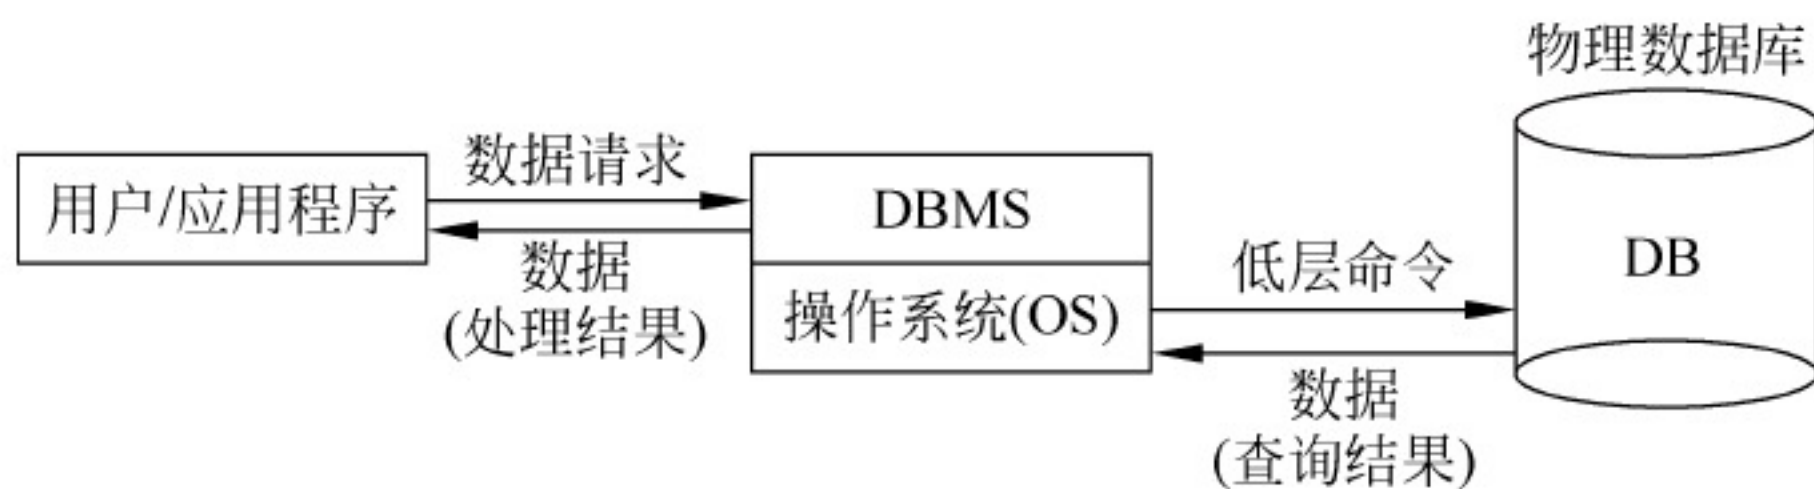 物理数据库
数据请求
用户/应用程序
DBMS
数据
(处理结果)
操作系统(OS)
低层命令
DB
数据
(查询结果)